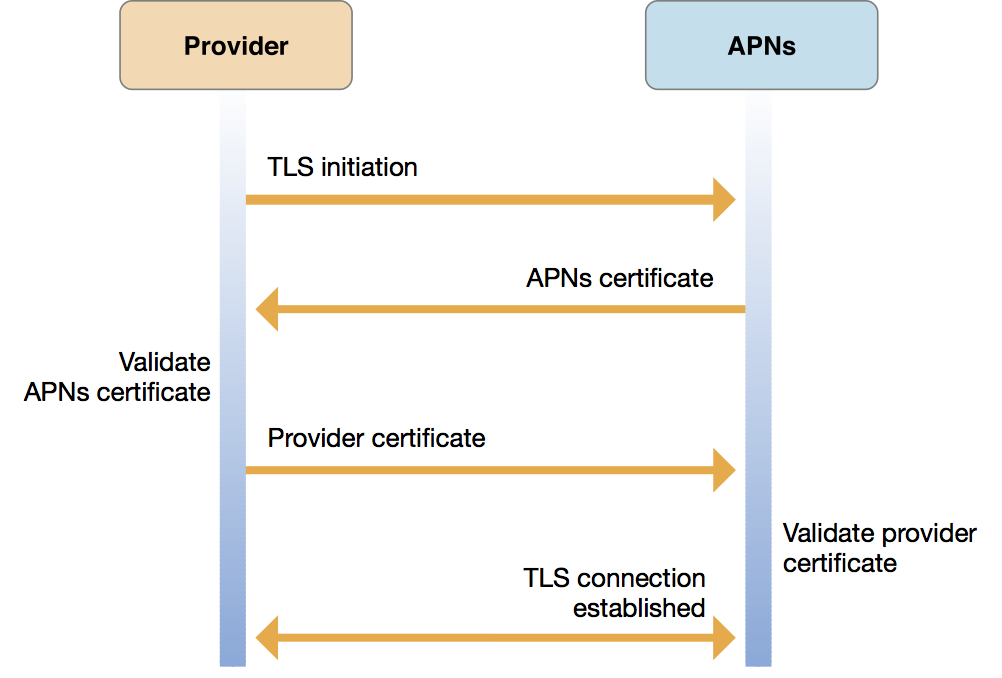 Provider
APNs
TLS initiation
APNs certificate
Validate
APNs certificate
Provider certificate
Validate provider
certificate
TLS connection
established